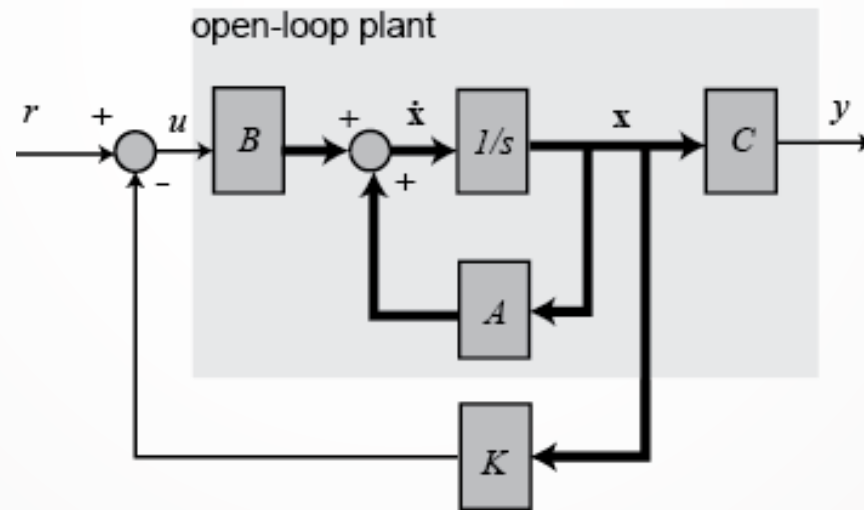 open-loop plant
r + u B + ẋ 1/s x C y
- +
A
K